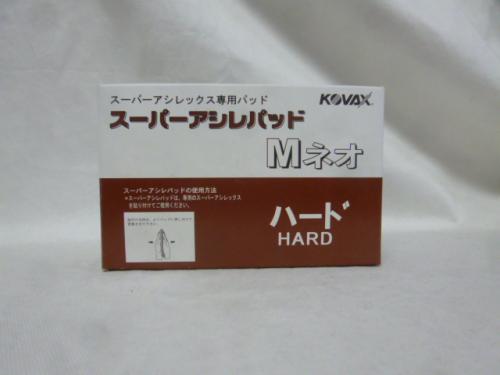 スーパーアシレックス専用パッド
KOVAX
スーパーアシレパッド
Mネオ
スーパーアシレパッドの使用方法
*スーパーアシレパッドは、専用のスーパーアシレックス
を貼り付けてご使用ください。
ハード
HARD